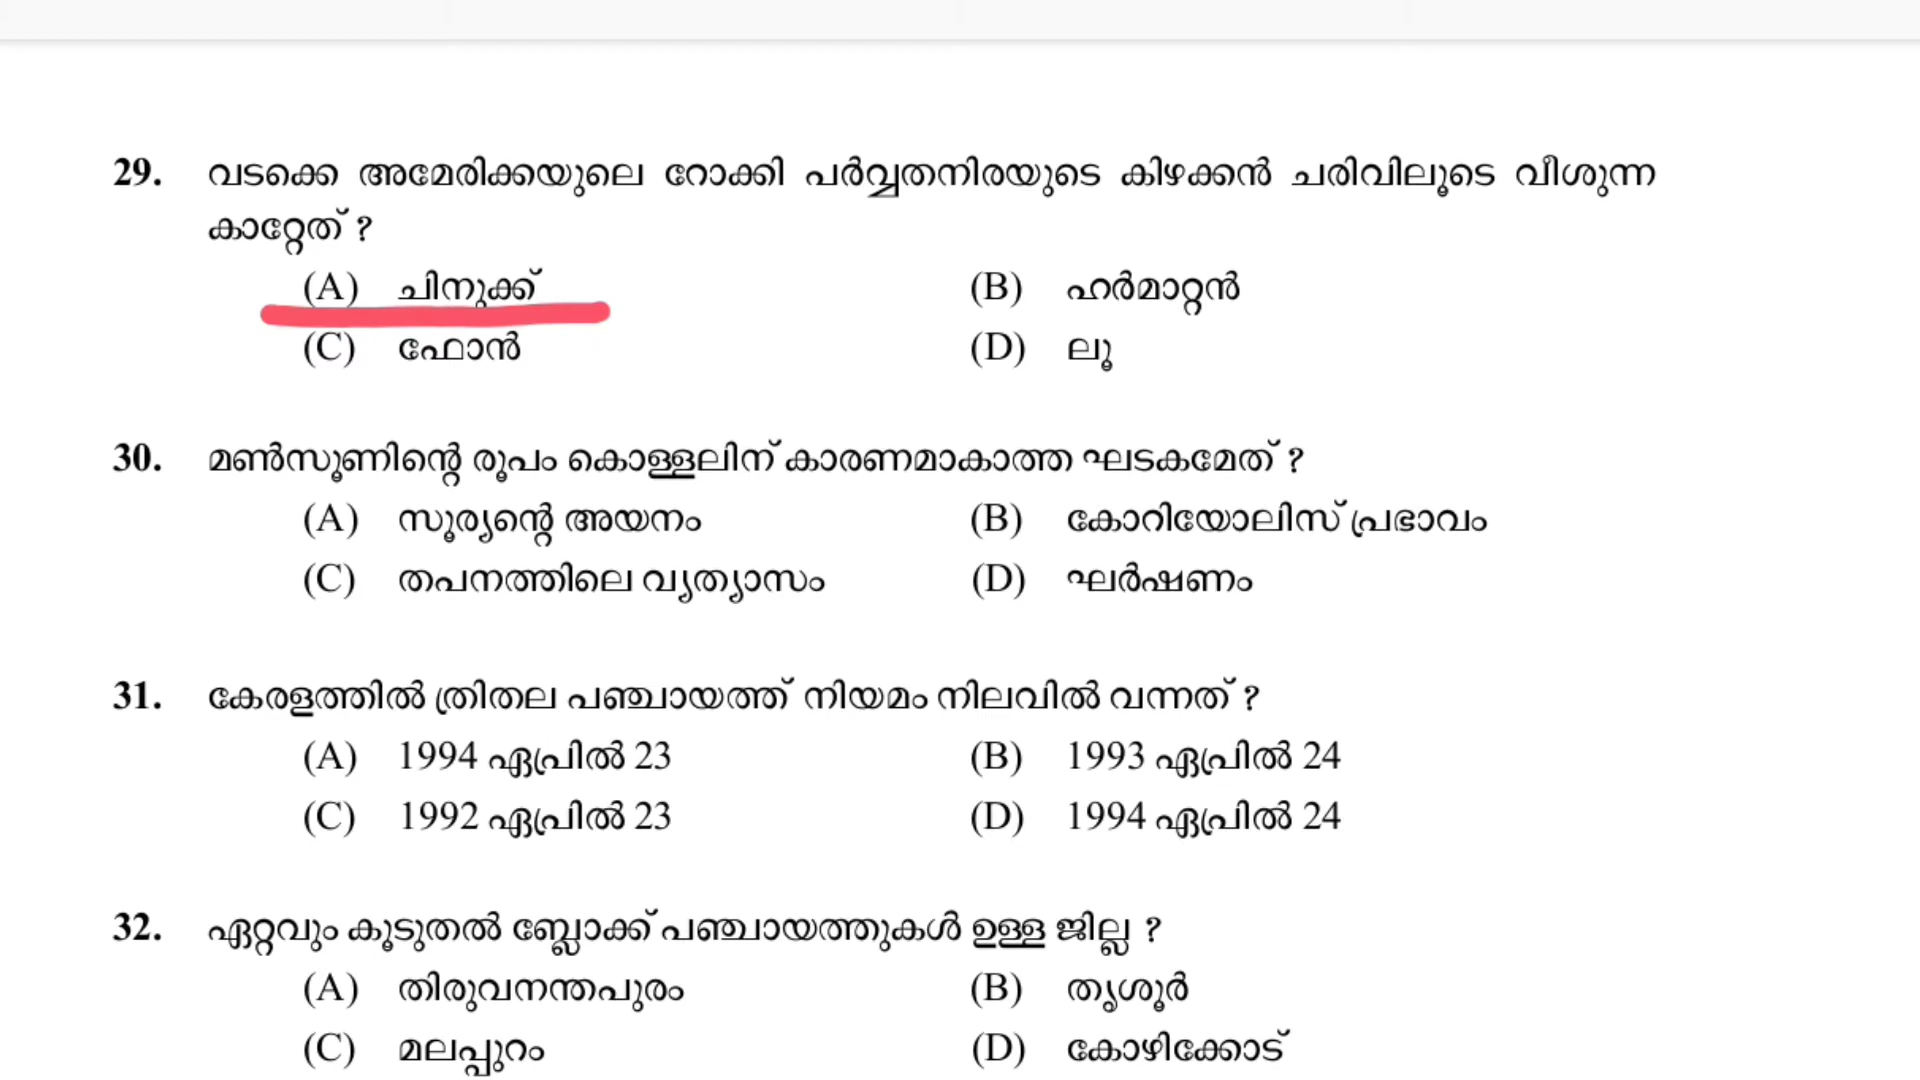 29. വടക്കെ അമേരിക്കയുലെ റോക്കി പർവ്വതനിരയുടെ കിഴക്കൻ ചരിവിലൂടെ വീശുന്ന
കാറ്റേത് ?
(A) ചിനുക്ക് (B) ഹർമാറ്റൻ
(C) ഫോൻ (D) ലൂ
30. മൺസൂണിന്റെ രൂപം കൊള്ളലിന് കാരണമാകാത്ത ഘടകമേത് ?
(A) സൂര്യന്റെ അയനം (B) കോറിയോലിസ് പ്രഭാവം
(C) തപനത്തിലെ വ്യത്യാസം (D) ഘർഷണം
31. കേരളത്തിൽ ത്രിതല പഞ്ചായത്ത് നിയമം നിലവിൽ വന്നത് ?
(A) 1994 ഏപ്രിൽ 23 (B) 1993 ഏപ്രിൽ 24
(C) 1992 ഏപ്രിൽ 23 (D) 1994 ഏപ്രിൽ 24
32. ഏറ്റവും കൂടുതൽ ബ്ലോക്ക് പഞ്ചായത്തുകൾ ഉള്ള ജില്ല ?
(A) തിരുവനന്തപുരം (B) തൃശൂർ
(C) മലപ്പുറം (D) കോഴിക്കോട്